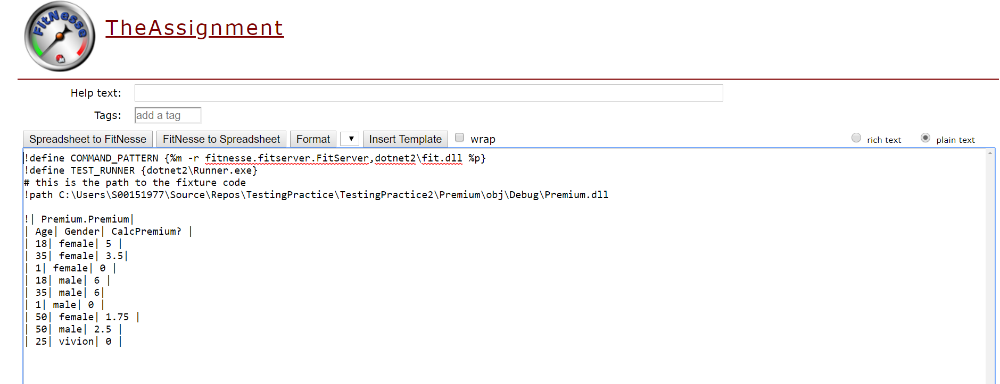 FitNesse
TheAssignment
Help text:
Tags: add a tag
Spreadsheet to FitNesse FitNesse to Spreadsheet Format Insert Template wrap rich text plain text
!define COMMAND_PATTERN {%m -r fitnesse.fitserver.FitServer,dotnet2\fit.dll %p}
!define TEST_RUNNER {dotnet2\Runner.exe}
# this is the path to the fixture code
!path C:\Users\S00151977\Source\Repos\TestingPractice\TestingPractice2\Premium\obj\Debug\Premium.dll
!| Premium.Premium|
| Age| Gender| CalcPremium? |
| 18| female| 5 |
| 35| female| 3.5|
| 1| female| 0 |
| 18| male| 6 |
| 35| male| 6|
| 1| male| 0 |
| 50| female| 1.75 |
| 50| male| 2.5 |
| 25| vivion| 0 |